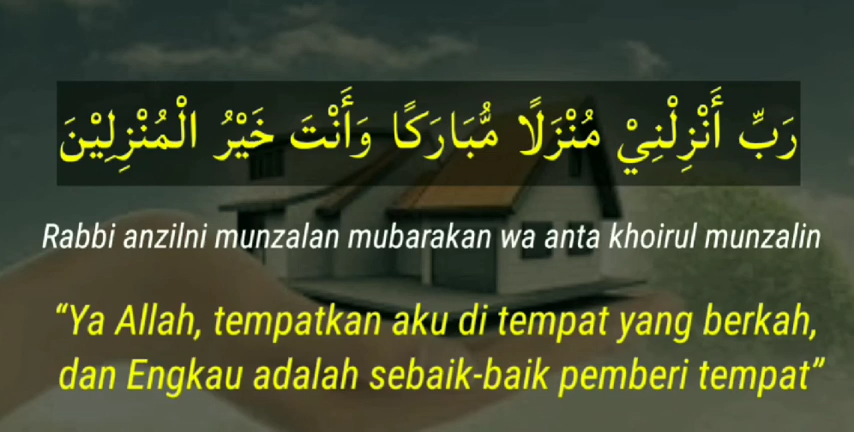 رَبِّ أَنْزِلْنِيْ مُنْزَلًا مُّبَارَكًا وَأَنْتَ خَيْرُ الْمُنْزِلِيْنَ
Rabbi anzilni munzalan mubarakan wa anta khoirul munzalin
“Ya Allah, tempatkan aku di tempat yang berkah,
dan Engkau adalah sebaik-baik pemberi tempat”